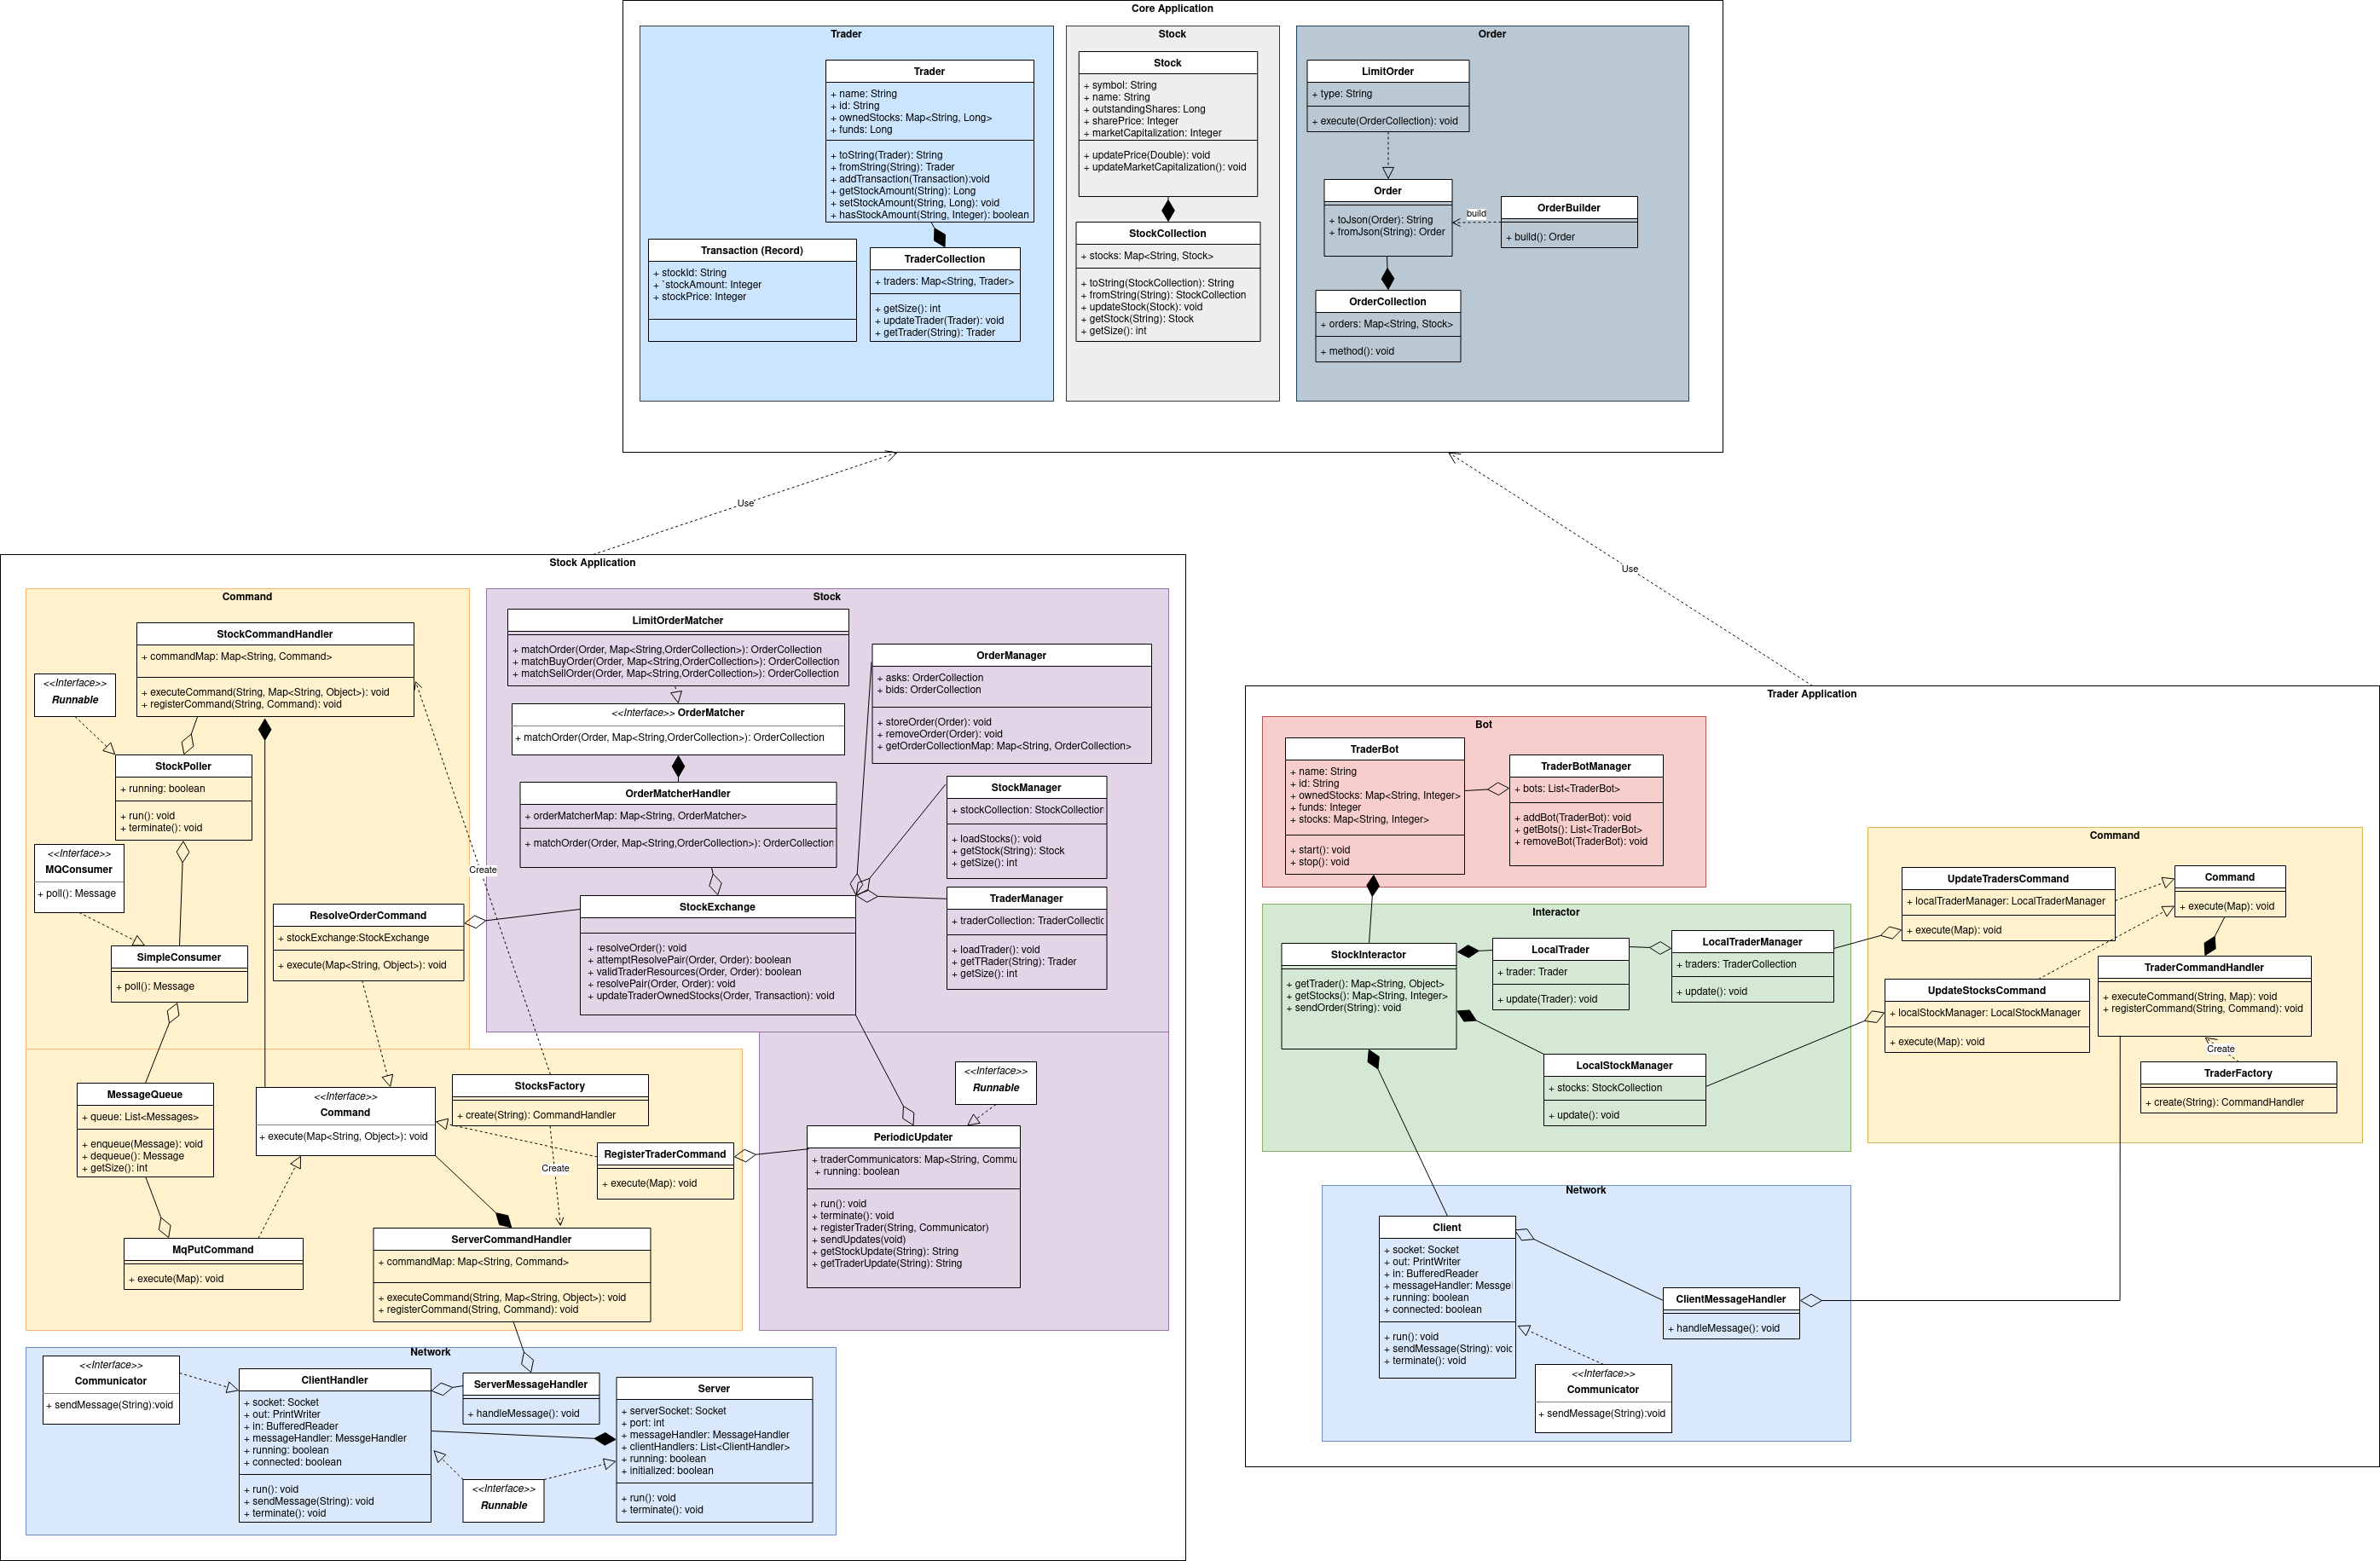 Core Application
Trader
Trader
+ name: String
+ id: String
+ ownedStocks: Map<String, Long>
+ funds: Long
+ toString(Trader): String
+ fromString(String): Trader
+ addTransaction(Transaction):void
+ getStockAmount(String): Long
+ setStockAmount(String, Long): void
+ hasStockAmount(String, Integer): boolean
Transaction (Record)
+ stockId: String
+ `stockAmount: Integer
+ stockPrice: Integer
TraderCollection
+ traders: Map<String, Trader>
+ getSize(): int
+ updateTrader(Trader): void
+ getTrader(String): Trader
Stock
Stock
+ symbol: String
+ name: String
+ outstandingShares: Long
+ sharePrice: Integer
+ marketCapitalization: Integer
+ updatePrice(Double): void
+ updateMarketCapitalization(): void
StockCollection
+ stocks: Map<String, Stock>
+ toString(StockCollection): String
+ fromString(String): StockCollection
+ updateStock(Stock): void
+ getStock(String): Stock
+ getSize(): int
Order
LimitOrder
+ type: String
+ execute(OrderCollection): void
Order
+ toJson(Order): String
+ fromJson(String): Order
build
OrderBuilder
+ build(): Order
OrderCollection
+ orders: Map<String, Stock>
+ method(): void
Use
Use
Stock Application
Command
StockCommandHandler
+ commandMap: Map<String, Command>
+ executeCommand(String, Map<String, Object>): void
+ registerCommand(String, Command): void
<<Interface>>
Runnable
StockPoller
+ running: boolean
+ run(): void
+ terminate(): void
<<Interface>>
MQConsumer
+ poll(): Message
SimpleConsumer
+ poll(): Message
ResolveOrderCommand
+ stockExchange:StockExchange
+ execute(Map<String, Object>): void
Create
MessageQueue
+ queue: List<Messages>
+ enqueue(Message): void
+ dequeue(): Message
+ getSize(): int
<<Interface>>
Command
+ execute(Map<String, Object>): void
StocksFactory
+ create(String): CommandHandler
Create
RegisterTraderCommand
+ execute(Map): void
MqPutCommand
+ execute(Map): void
ServerCommandHandler
+ commandMap: Map<String, Command>
+ executeCommand(String, Map<String, Object>): void
+ registerCommand(String, Command): void
Stock
LimitOrderMatcher
+ matchOrder(Order, Map<String,OrderCollection>): OrderCollection
+ matchBuyOrder(Order, Map<String,OrderCollection>): OrderCollection
+ matchSellOrder(Order, Map<String,OrderCollection>): OrderCollection
<<Interface>> OrderMatcher
+ matchOrder(Order, Map<String,OrderCollection>): OrderCollection
OrderMatcherHandler
+ orderMatcherMap: Map<String, OrderMatcher>
+ matchOrder(Order, Map<String,OrderCollection>): OrderCollection
OrderManager
+ asks: OrderCollection
+ bids: OrderCollection
+ storeOrder(Order): void
+ removeOrder(Order): void
+ getOrderCollectionMap: Map<String, OrderCollection>
StockManager
+ stockCollection: StockCollection
+ loadStocks(): void
+ getStock(String): Stock
+ getSize(): int
TraderManager
+ traderCollection: TraderCollectic
+ loadTrader(): void
+ getTRader(String): Trader
+ getSize(): int
StockExchange
+ resolveOrder(): void
+ attemptResolvePair(Order, Order): boolean
+ validTraderResources(Order, Order): boolean
+ resolvePair(Order, Order): void
+ updateTraderOwnedStocks(Order, Transaction): void
<<Interface>>
Runnable
PeriodicUpdater
+ traderCommunicators: Map<String, Commu
+ running: boolean
+ run(): void
+ terminate(): void
+ registerTrader(String, Communicator)
+ sendUpdates(void)
+ getStockUpdate(String): String
+ getTraderUpdate(String): String
Network
<<Interface>>
Communicator
+ sendMessage(String):void
ClientHandler
+ socket: Socket
+ out: PrintWriter
+ in: BufferedReader
+ messageHandler: MessgeHandler
+ running: boolean
+ connected: boolean
+ run(): void
+ sendMessage(String): void
+ terminate(): void
ServerMessageHandler
+ handleMessage(): void
<<Interface>>
Runnable
Server
+ serverSocket: Socket
+ port: int
+ messageHandler: MessageHandler
+ clientHandlers: List<ClientHandler>
+ running: boolean
+ initialized: boolean
+ run(): void
+ terminate(): void
Trader Application
Bot
TraderBot
+ name: String
+ id: String
+ ownedStocks: Map<String, Integer>
+ funds: Integer
+ stocks: Map<String, Integer>
+ start(): void
+ stop(): void
TraderBotManager
+ bots: List<TraderBot>
+ addBot(TraderBot): void
+ getBots(): List<TraderBot>
+ removeBot(TraderBot): void
Interactor
StockInteractor
+ getTrader(): Map<String, Object>
+ getStocks(): Map<String, Integer>
+ sendOrder(String): void
LocalTrader
+ trader: Trader
+ update(Trader): void
LocalTraderManager
+ traders: TraderCollection
+ update(): void
LocalStockManager
+ stocks: StockCollection
+ update(): void
Command
UpdateTradersCommand
+ localTraderManager: LocalTraderManager
+ execute(Map): void
Command
+ execute(Map): void
UpdateStocksCommand
+ localStockManager: LocalStockManager
+ execute(Map): void
TraderCommandHandler
+ executeCommand(String, Map): void
+ registerCommand(String, Command): void
Create
TraderFactory
+ create(String): CommandHandler
Network
Client
+ socket: Socket
+ out: PrintWriter
+ in: BufferedReader
+ messageHandler: Messgel
+ running: boolean
+ connected: boolean
+ run(): void
+ sendMessage(String): voic
+ terminate(): void
ClientMessageHandler
+ handleMessage(): void
<<Interface>>
Communicator
+ sendMessage(String):void